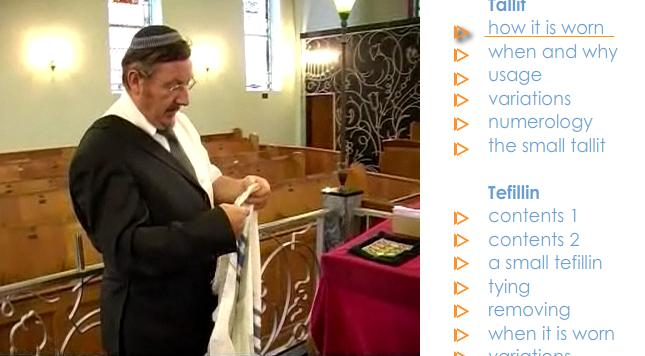 Tallit
how it is worn
when and why
usage
variations
numerology
the small tallit
Tefillin
contents 1
contents 2
a small tefillin
tying
removing
when it is worn
variations